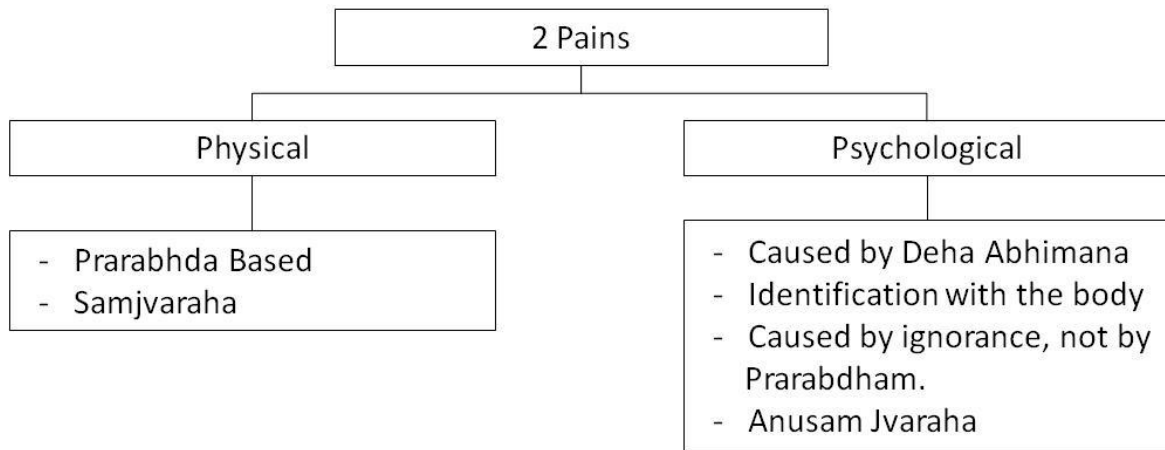 2 Pains
Physical
Psychological
- Prarabhda Based
- Samjvaraha
- Caused by Deha Abhimana
- Identification with the body
- Caused by ignorance, not by
Prarabdham.
- Anusam Jvaraha